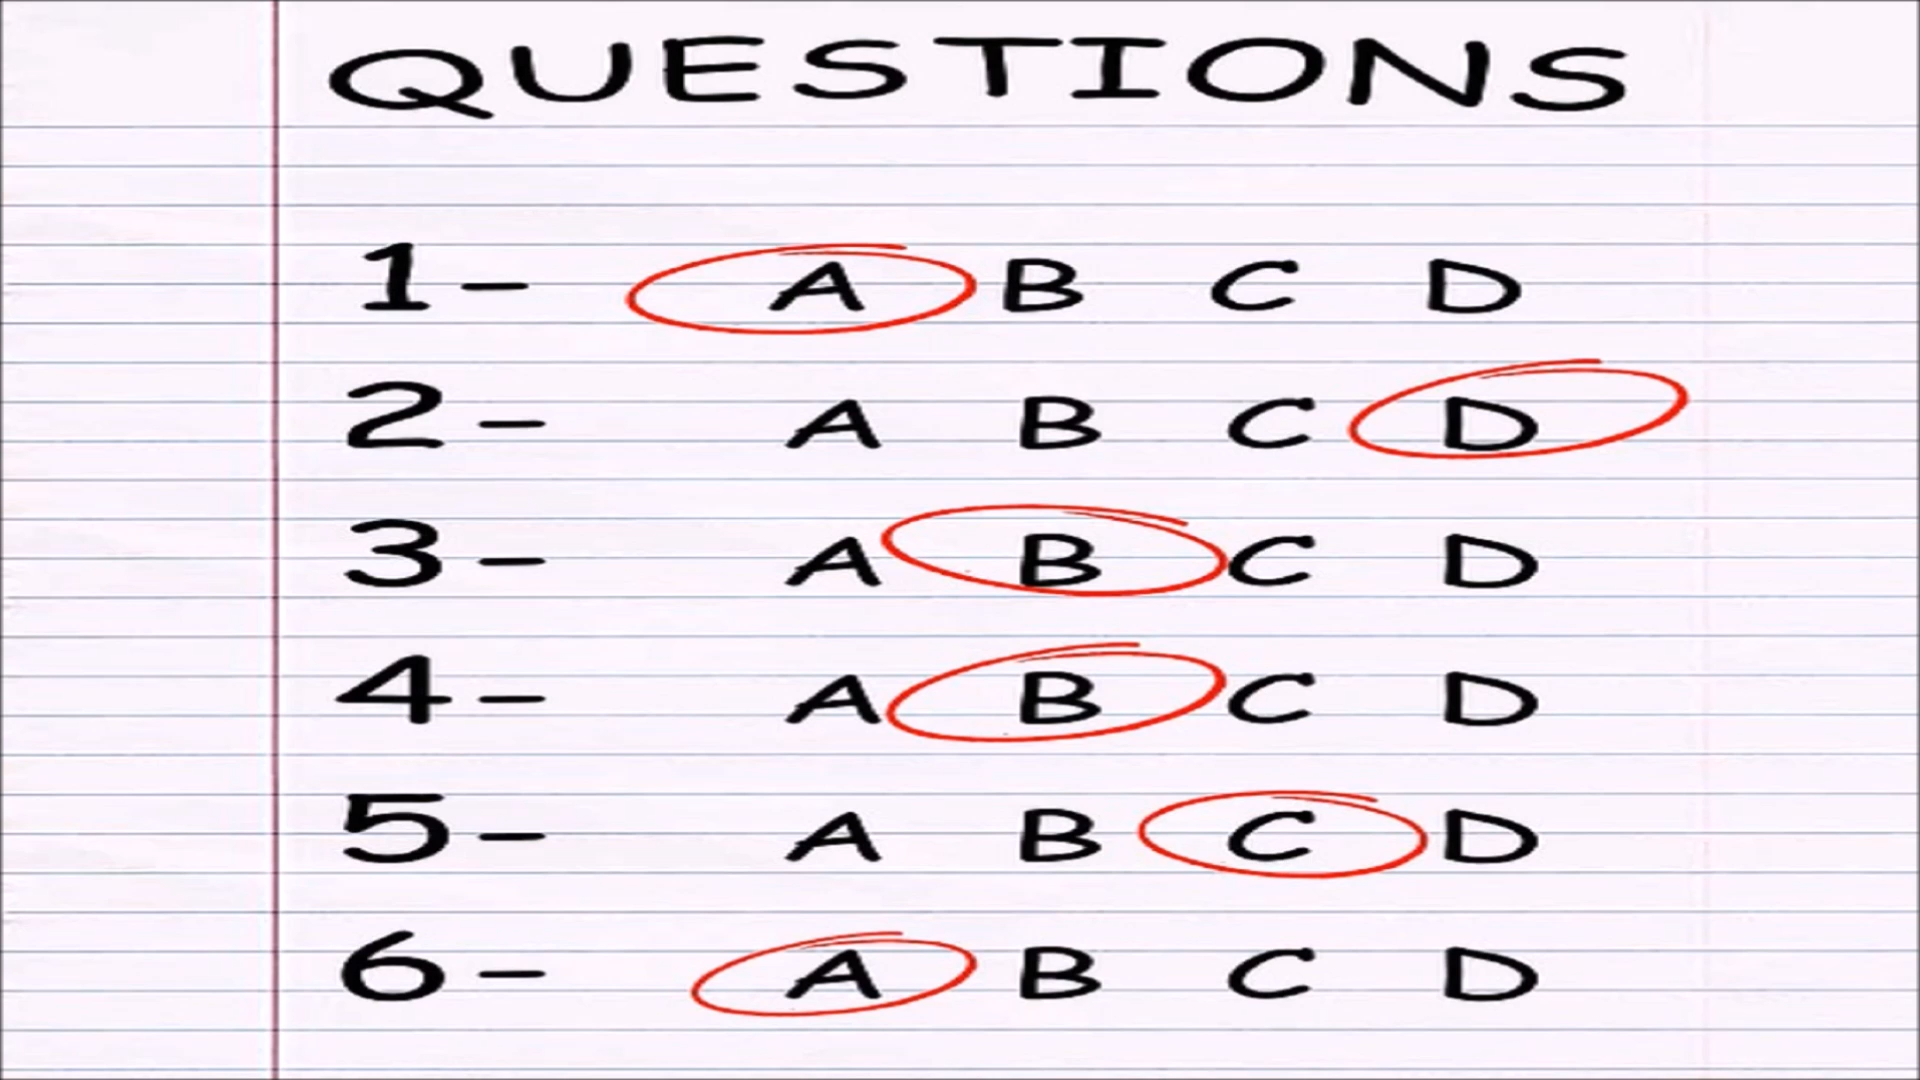 QUESTIONS
1- A B C D
2- A B C D
3- A B C D
4- A B C D
5- A B C D
6- A B C D